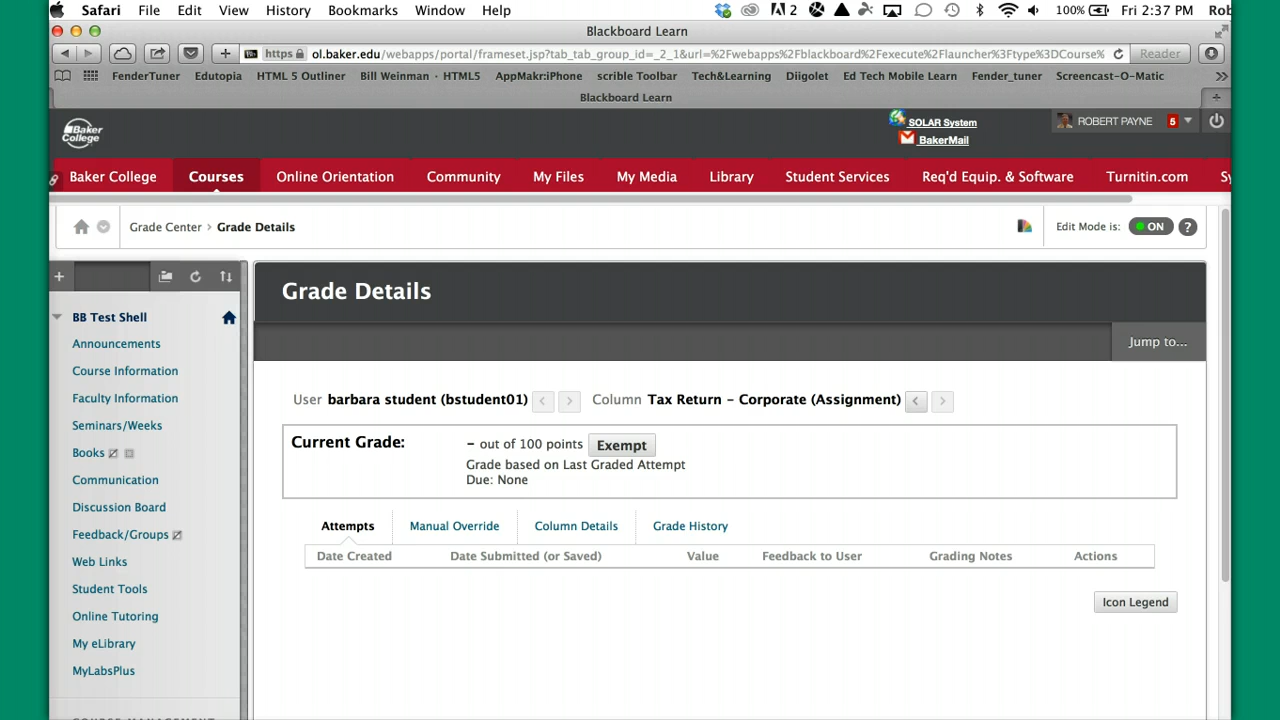 Safari File Edit View History Bookmarks Window Help 2 100% Fri 2:37 PM Rob
Blackboard Learn
https ol.baker.edu/webapps/portal/frameset.jsp?tab_tab_group_id=_2_1&url=%2Fwebapps%2Fblackboard%2Fexecute%2Flauncher%3Ftype%3DCourse% Reader
FenderTuner Edutopia HTML 5 Outliner Bill Weinman · HTML5 AppMakr:iPhone scrible Toolbar Tech&Learning Diigolet Ed Tech Mobile Learn Fender_tuner Screencast-O-Matic
Blackboard Learn
Baker College
SOLAR System
BakerMail
ROBERT PAYNE 5
Baker College Courses Online Orientation Community My Files My Media Library Student Services Req'd Equip. & Software Turnitin.com Sy
Grade Center > Grade Details
Edit Mode is: ON ?
Grade Details
Jump to...
BB Test Shell
Announcements
Course Information
Faculty Information
Seminars/Weeks
Books
Communication
Discussion Board
Feedback/Groups
Web Links
Student Tools
Online Tutoring
My eLibrary
MyLabsPlus
COURSE MANAGEMENT
User barbara student (bstudent01) Column Tax Return – Corporate (Assignment)
Current Grade: – out of 100 points Exempt
Grade based on Last Graded Attempt
Due: None
Attempts Manual Override Column Details Grade History
Date Created Date Submitted (or Saved) Value Feedback to User Grading Notes Actions
Icon Legend